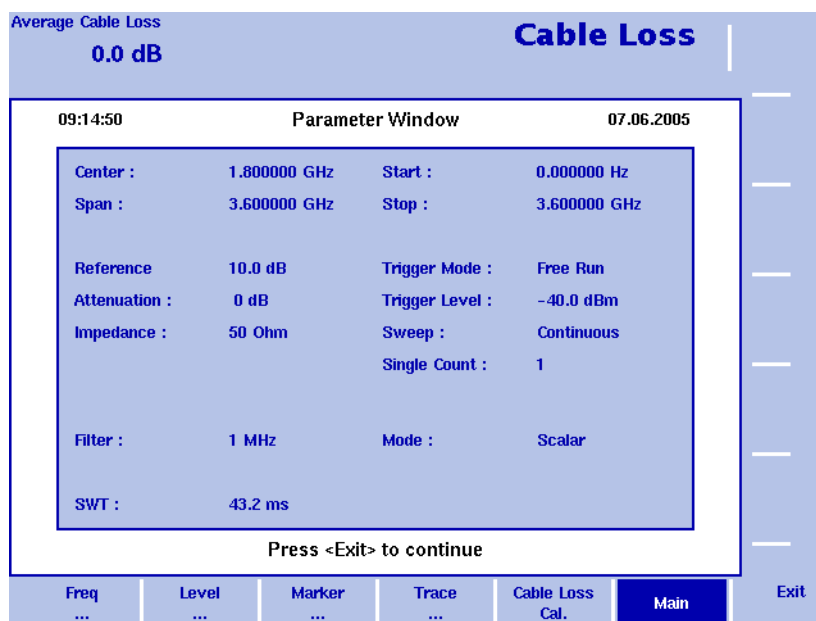 Average Cable Loss
0.0 dB
Cable Loss
09:14:50 Parameter Window 07.06.2005
Center : 1.800000 GHz Start : 0.000000 Hz
Span : 3.600000 GHz Stop : 3.600000 GHz
Reference 10.0 dB Trigger Mode : Free Run
Attenuation : 0 dB Trigger Level : -40.0 dBm
Impedance : 50 Ohm Sweep : Continuous
Single Count : 1
Filter : 1 MHz Mode : Scalar
SWT : 43.2 ms
Press <Exit> to continue
Freq ...
Level ...
Marker ...
Trace ...
Cable Loss
Cal.
Main
Exit